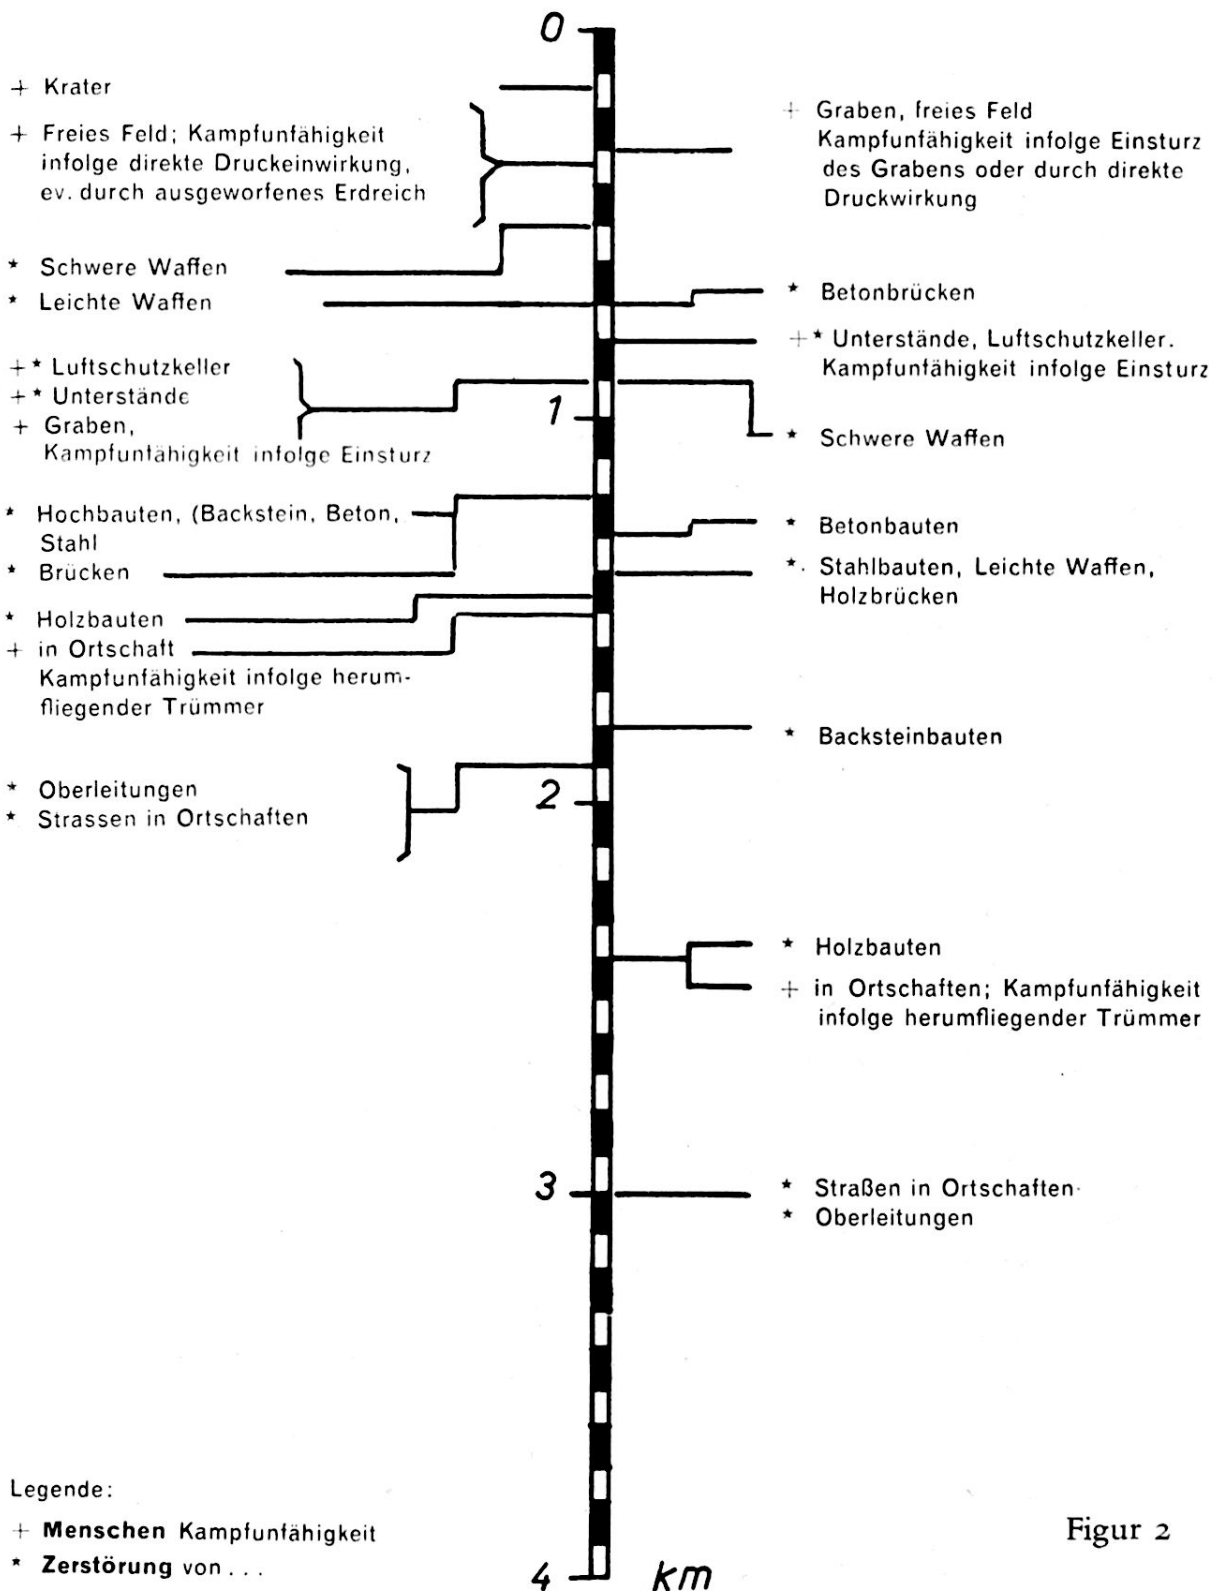 0
+ Krater
+ Freies Feld; Kampfunfähigkeit
infolge direkte Druckeinwirkung,
ev. durch ausgeworfenes Erdreich
* Schwere Waffen
* Leichte Waffen
+* Luftschutzkeller
+* Unterstände
+ Graben,
Kampfunfähigkeit infolge Einsturz
* Hochbauten, (Backstein, Beton,
Stahl
* Brücken
* Holzbauten
+ in Ortschaft
Kampfunfähigkeit infolge herum-
fliegender Trümmer
* Oberleitungen
* Strassen in Ortschaften
1
2
3
4 km
+ Graben, freies Feld
Kampfunfähigkeit infolge Einsturz
des Grabens oder durch direkte
Druckwirkung
* Betonbrücken
+* Unterstände, Luftschutzkeller.
Kampfunfähigkeit infolge Einsturz
* Schwere Waffen
* Betonbauten
*. Stahlbauten, Leichte Waffen,
Holzbrücken
* Backsteinbauten
* Holzbauten
+ in Ortschaften; Kampfunfähigkeit
infolge herumfliegender Trümmer
* Straßen in Ortschaften
* Oberleitungen
Legende:
+ Menschen Kampfunfähigkeit
* Zerstörung von ...
Figur 2